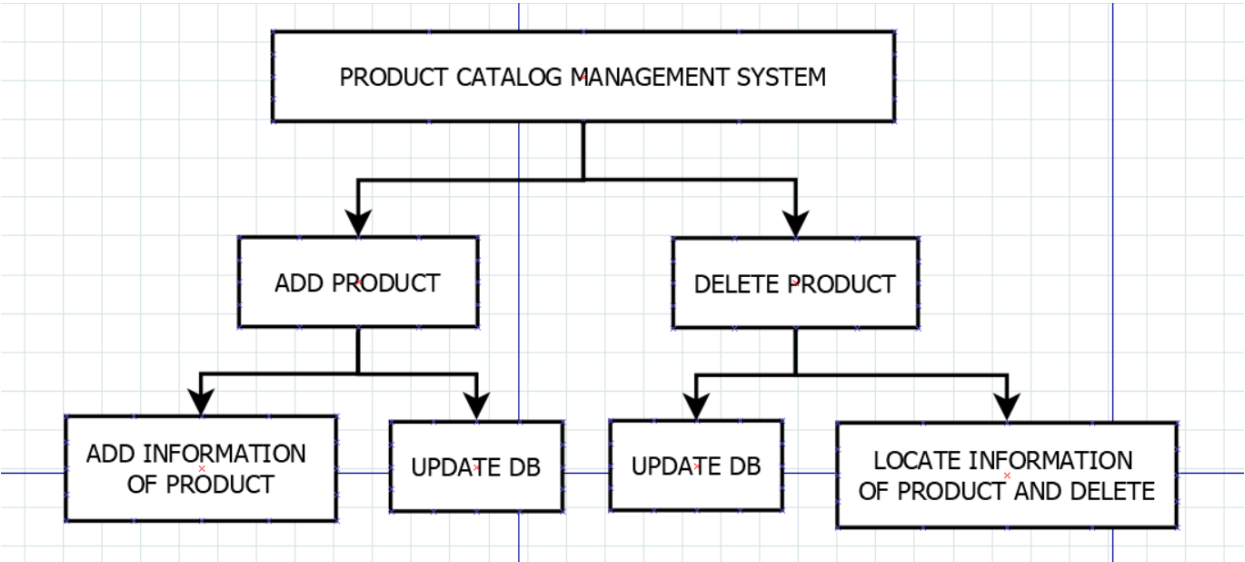 PRODUCT CATALOG MANAGEMENT SYSTEM
ADD PRODUCT
DELETE PRODUCT
ADD INFORMATION
OF PRODUCT
UPDATE DB
UPDATE DB
LOCATE INFORMATION
OF PRODUCT AND DELETE